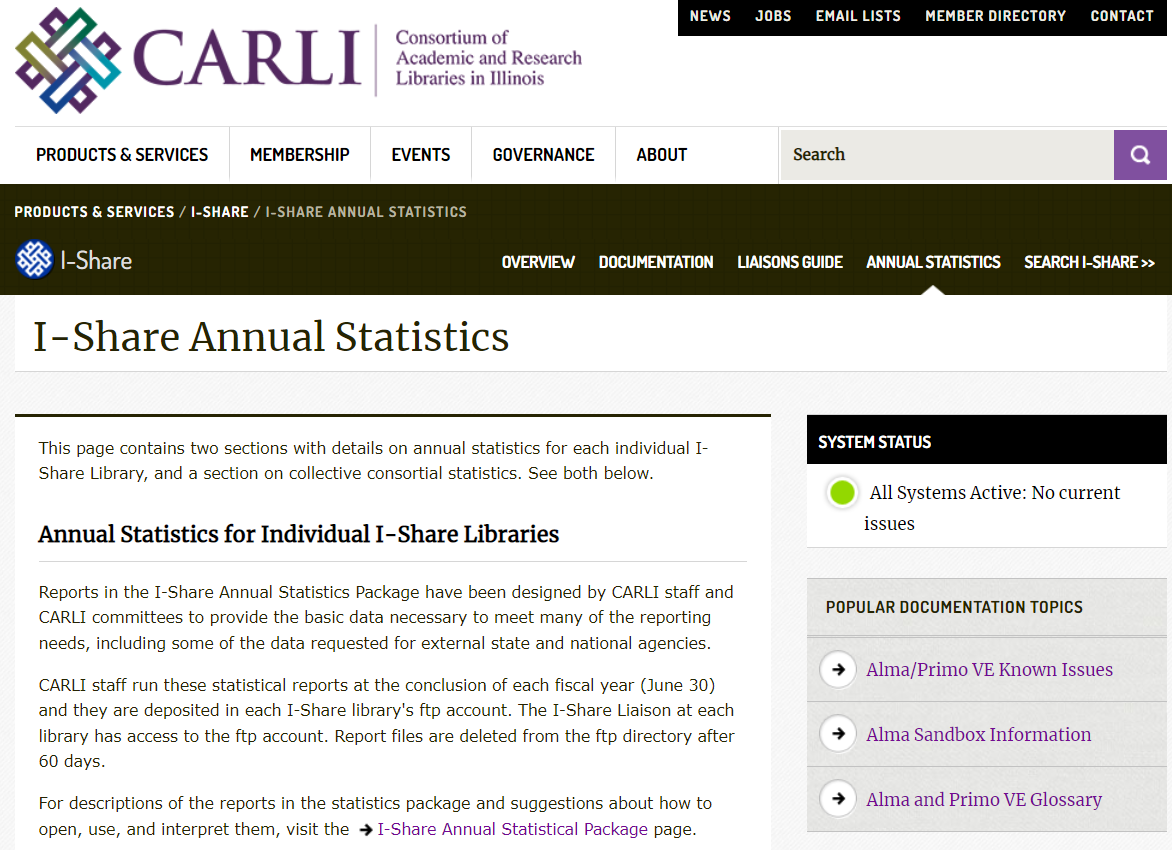 NEWS JOBS EMAIL LISTS MEMBER DIRECTORY CONTACT
CARLI
Consortium of
Academic and Research
Libraries in Illinois
PRODUCTS & SERVICES MEMBERSHIP EVENTS GOVERNANCE ABOUT Search
PRODUCTS & SERVICES / I-SHARE / I-SHARE ANNUAL STATISTICS
I-Share OVERVIEW DOCUMENTATION LIAISONS GUIDE ANNUAL STATISTICS SEARCH I-SHARE >>
I-Share Annual Statistics
This page contains two sections with details on annual statistics for each individual I-
Share Library, and a section on collective consortial statistics. See both below.
Annual Statistics for Individual I-Share Libraries
Reports in the I-Share Annual Statistics Package have been designed by CARLI staff and
CARLI committees to provide the basic data necessary to meet many of the reporting
needs, including some of the data requested for external state and national agencies.
CARLI staff run these statistical reports at the conclusion of each fiscal year (June 30)
and they are deposited in each I-Share library's ftp account. The I-Share Liaison at each
library has access to the ftp account. Report files are deleted from the ftp directory after
60 days.
For descriptions of the reports in the statistics package and suggestions about how to
open, use, and interpret them, visit the I-Share Annual Statistical Package page.
SYSTEM STATUS
All Systems Active: No current
issues
POPULAR DOCUMENTATION TOPICS
Alma/Primo VE Known Issues
Alma Sandbox Information
Alma and Primo VE Glossary